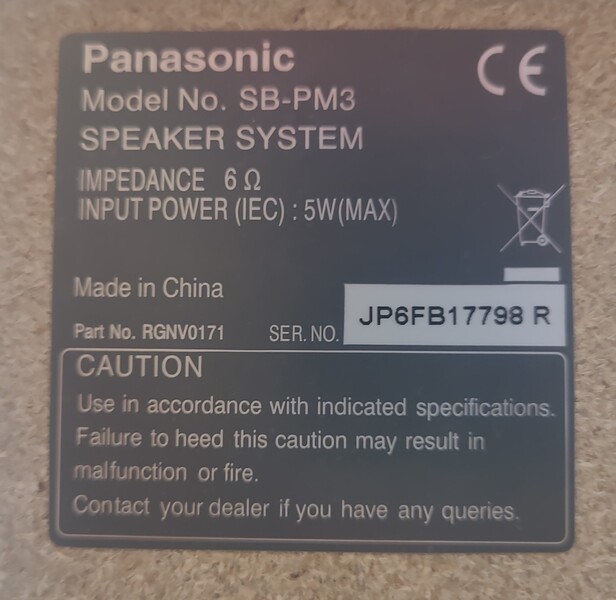 Panasonic
CE
Model No. SB-PM3
SPEAKER SYSTEM
IMPEDANCE 6 Ω
INPUT POWER (IEC) : 5W(MAX)
Made in China
Part No. RGNV0171 SER. NO. JP6FB17798 R
CAUTION
Use in accordance with indicated specifications.
Failure to heed this caution may result in
malfunction or fire.
Contact your dealer if you have any queries.